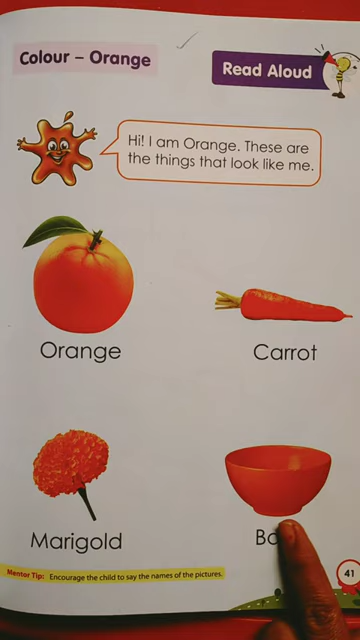 Colour – Orange
Read Aloud
Hi! I am Orange. These are
the things that look like me.
Orange
Carrot
Marigold
Mentor Tip: Encourage the child to say the names of the pictures.
41